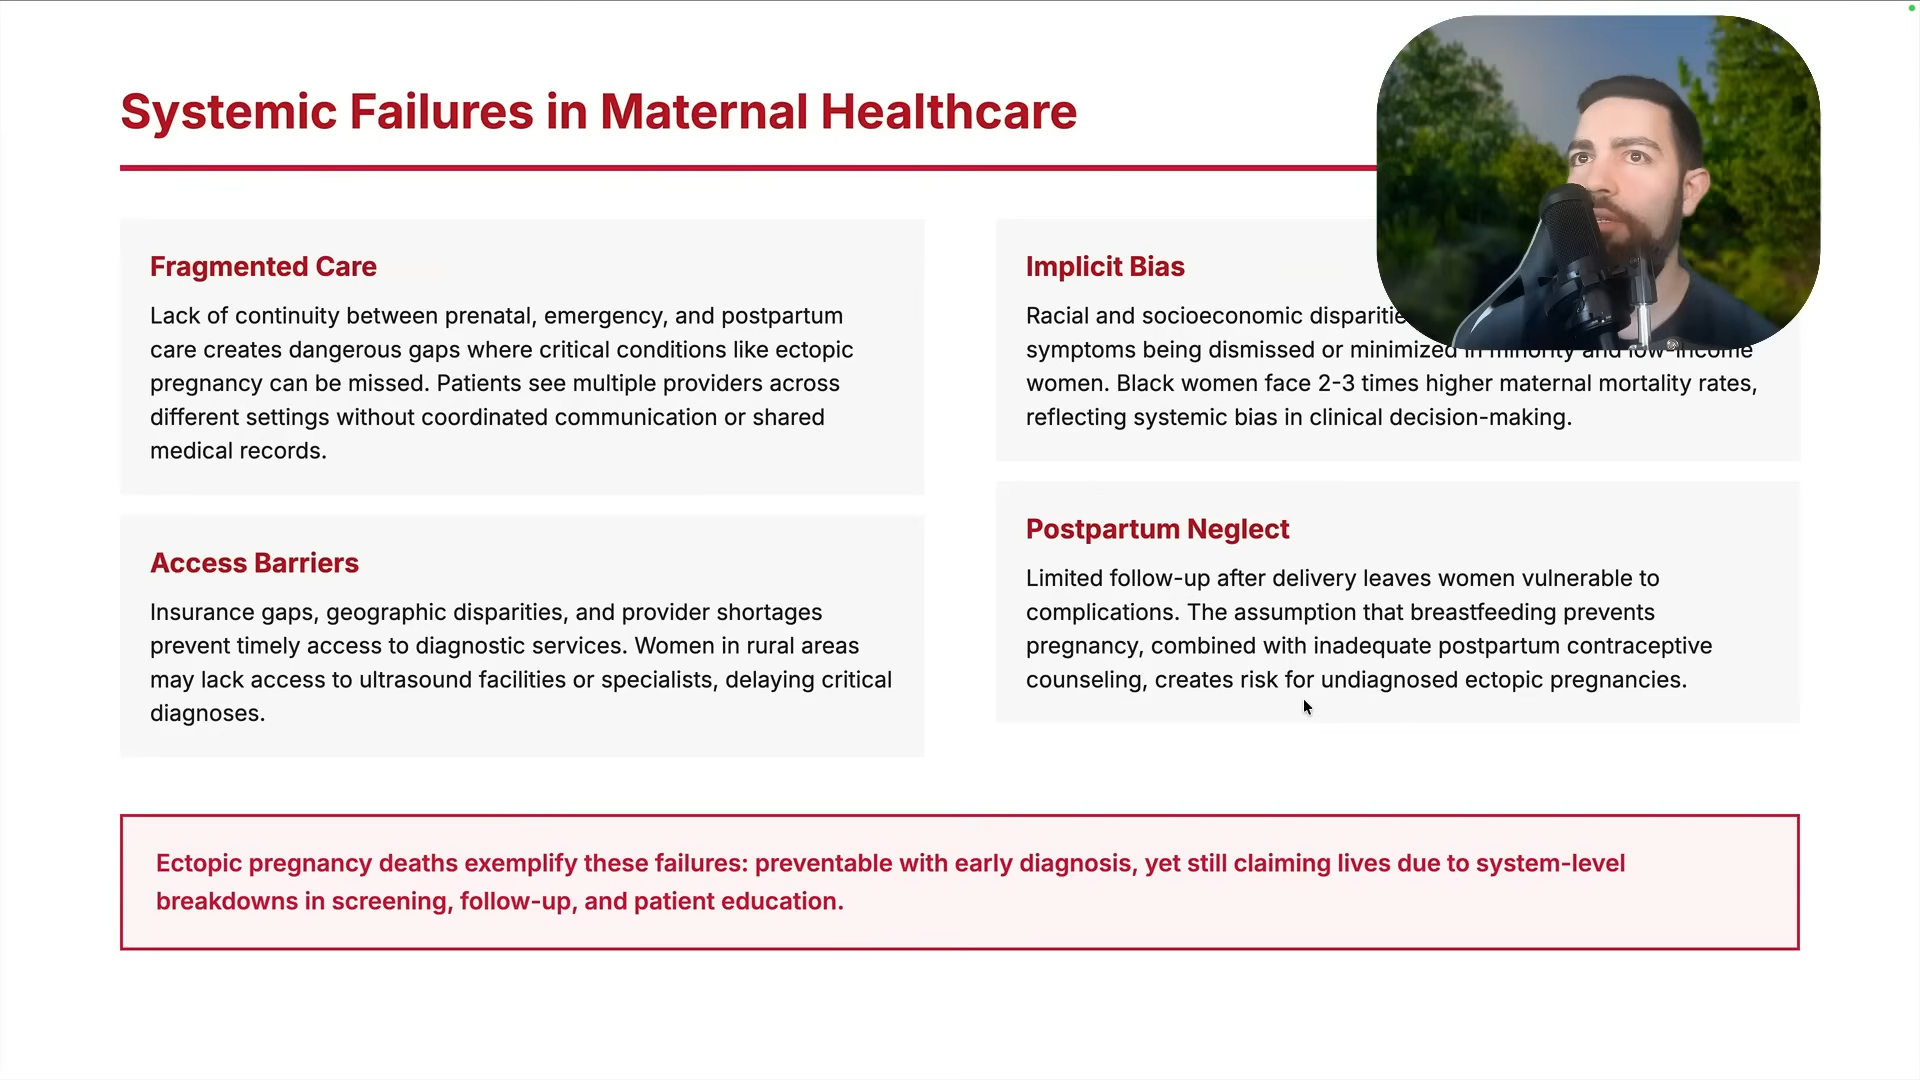 Systemic Failures in Maternal Healthcare
Fragmented Care
Lack of continuity between prenatal, emergency, and postpartum
care creates dangerous gaps where critical conditions like ectopic
pregnancy can be missed. Patients see multiple providers across
different settings without coordinated communication or shared
medical records.
Access Barriers
Insurance gaps, geographic disparities, and provider shortages
prevent timely access to diagnostic services. Women in rural areas
may lack access to ultrasound facilities or specialists, delaying critical
diagnoses.
Implicit Bias
Racial and socioeconomic
symptoms being dismissed or minimized in minority and low-income
women. Black women face 2-3 times higher maternal mortality rates,
reflecting systemic bias in clinical decision-making.
Postpartum Neglect
Limited follow-up after delivery leaves women vulnerable to
complications. The assumption that breastfeeding prevents
pregnancy, combined with inadequate postpartum contraceptive
counseling, creates risk for undiagnosed ectopic pregnancies.
Ectopic pregnancy deaths exemplify these failures: preventable with early diagnosis, yet still claiming lives due to system-level
breakdowns in screening, follow-up, and patient education.